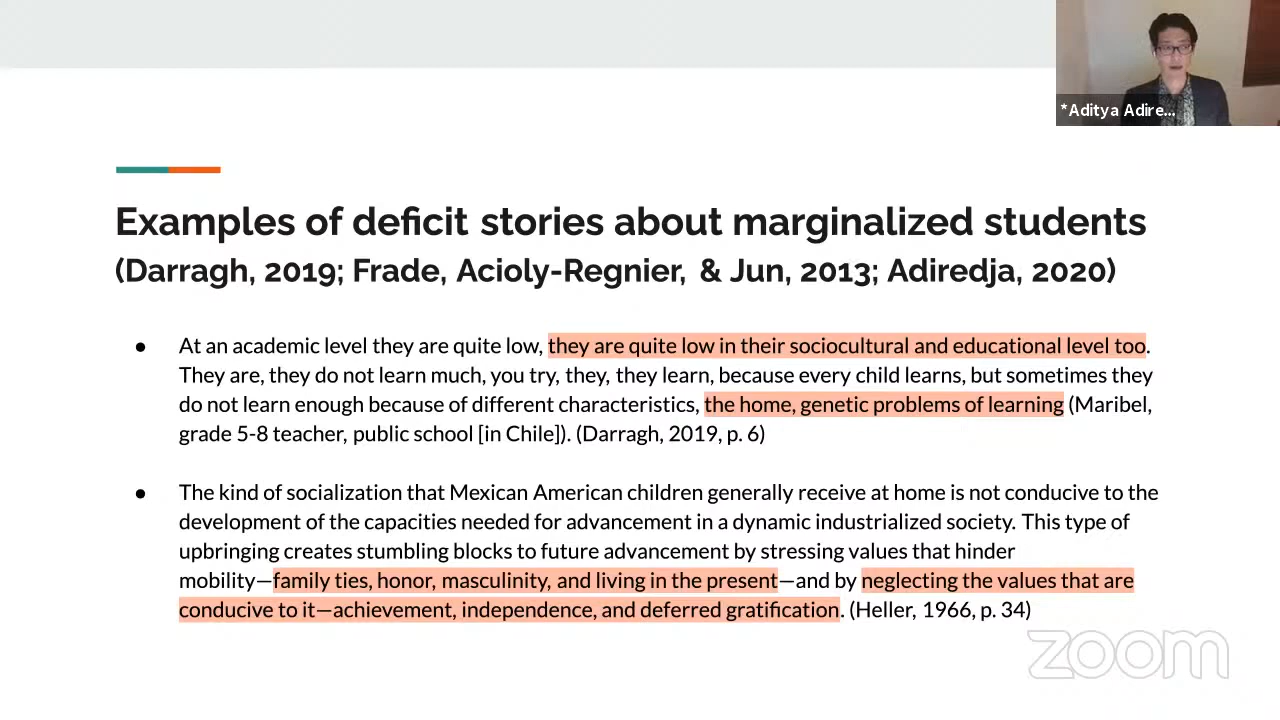 *Aditya Adire...
Examples of deficit stories about marginalized students
(Darragh, 2019; Frade, Acioly-Regnier, & Jun, 2013; Adiredja, 2020)
● At an academic level they are quite low, they are quite low in their sociocultural and educational level too.
They are, they do not learn much, you try, they, they learn, because every child learns, but sometimes they
do not learn enough because of different characteristics, the home, genetic problems of learning (Maribel,
grade 5-8 teacher, public school [in Chile]). (Darragh, 2019, p. 6)
● The kind of socialization that Mexican American children generally receive at home is not conducive to the
development of the capacities needed for advancement in a dynamic industrialized society. This type of
upbringing creates stumbling blocks to future advancement by stressing values that hinder
mobility—family ties, honor, masculinity, and living in the present—and by neglecting the values that are
conducive to it—achievement, independence, and deferred gratification. (Heller, 1966, p. 34)
zoom